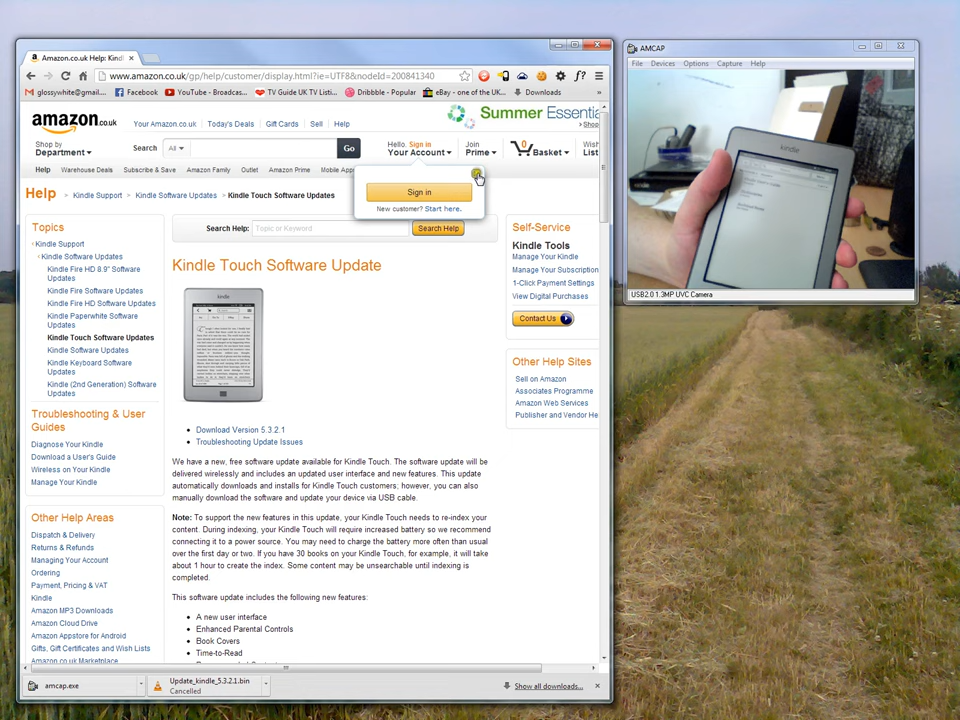 Amazon.co.uk Help: Kindl
www.amazon.co.uk/gp/help/customer/display.html?ie=UTF8&nodeId=200841340
glossywhite@gmail....
Facebook
YouTube - Broadcas...
TV Guide UK TV Listi...
Dribbble - Popular
eBay - one of the UK...
»
Downloads
amazon.co.uk
Your Amazon.co.uk
Today's Deals
Gift Cards
Sell
Help
Summer Essentia
› Shop
Shop by
Department
Search
All
Go
Hello. Sign in
Your Account
Join
Prime
0
Basket
Wish
List
Help
Warehouse Deals
Subscribe & Save
Amazon Family
Outlet
Amazon Prime
Mobile App
Sign in
New customer? Start here.
Help
› Kindle Support › Kindle Software Updates › Kindle Touch Software Updates
Search Help:
Topic or Keyword
Search Help
Topics
‹ Kindle Support
‹ Kindle Software Updates
Kindle Fire HD 8.9" Software
Updates
Kindle Fire Software Updates
Kindle Fire HD Software Updates
Kindle Paperwhite Software
Updates
Kindle Touch Software Updates
Kindle Software Updates
Kindle Keyboard Software
Updates
Kindle (2nd Generation) Software
Updates
Troubleshooting & User
Guides
Diagnose Your Kindle
Download a User's Guide
Wireless on Your Kindle
Manage Your Kindle
Other Help Areas
Dispatch & Delivery
Returns & Refunds
Managing Your Account
Ordering
Payment, Pricing & VAT
Kindle
Amazon MP3 Downloads
Amazon Cloud Drive
Amazon Appstore for Android
Gifts, Gift Certificates and Wish Lists
Amazon.co.uk Marketplace
Kindle Touch Software Update
kindle
Download Version 5.3.2.1
Troubleshooting Update Issues
We have a new, free software update available for Kindle Touch. The software update will be
delivered wirelessly and includes an updated user interface and new features. This update
automatically downloads and installs for Kindle Touch customers; however, you can also
manually download the software and update your device via USB cable.
Note: To support the new features in this update, your Kindle Touch needs to re-index your
content. During indexing, your Kindle Touch will require increased battery so we recommend
connecting it to a power source. You may need to charge the battery more often than usual
over the first day or two. If you have 30 books on your Kindle Touch, for example, it will take
about 1 hour to create the index. Some content may be unsearchable until indexing is
completed.
This software update includes the following new features:
A new user interface
Enhanced Parental Controls
Book Covers
Time-to-Read
Self-Service
Kindle Tools
Manage Your Kindle
Manage Your Subscription
1-Click Payment Settings
View Digital Purchases
Contact Us
Other Help Sites
Sell on Amazon
Associates Programme
Amazon Web Services
Publisher and Vendor He
amcap.exe
Update_kindle_5.3.2.1.bin
Cancelled
Show all downloads...
AMCAP
File Devices Options Capture Help
kindle
USB2.0 1.3MP UVC Camera